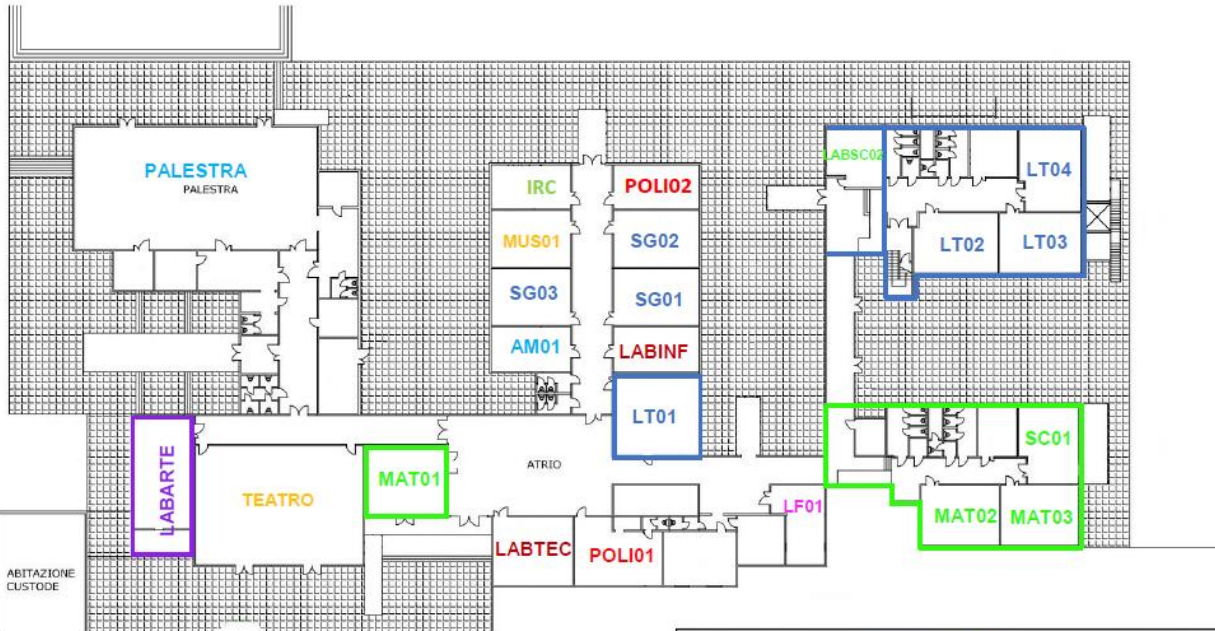 PALESTRA
PALESTRA
IRC
POLI02
LABSC02
LT04
MUS01
SG02
LT02
LT03
SG03
SG01
AM01
LABINF
LT01
SC01
ATRIO
MAT01
LABARTE
TEATRO
LF01
MAT02
MAT03
LABTEC
POLI01
ABITAZIONE
CUSTODE